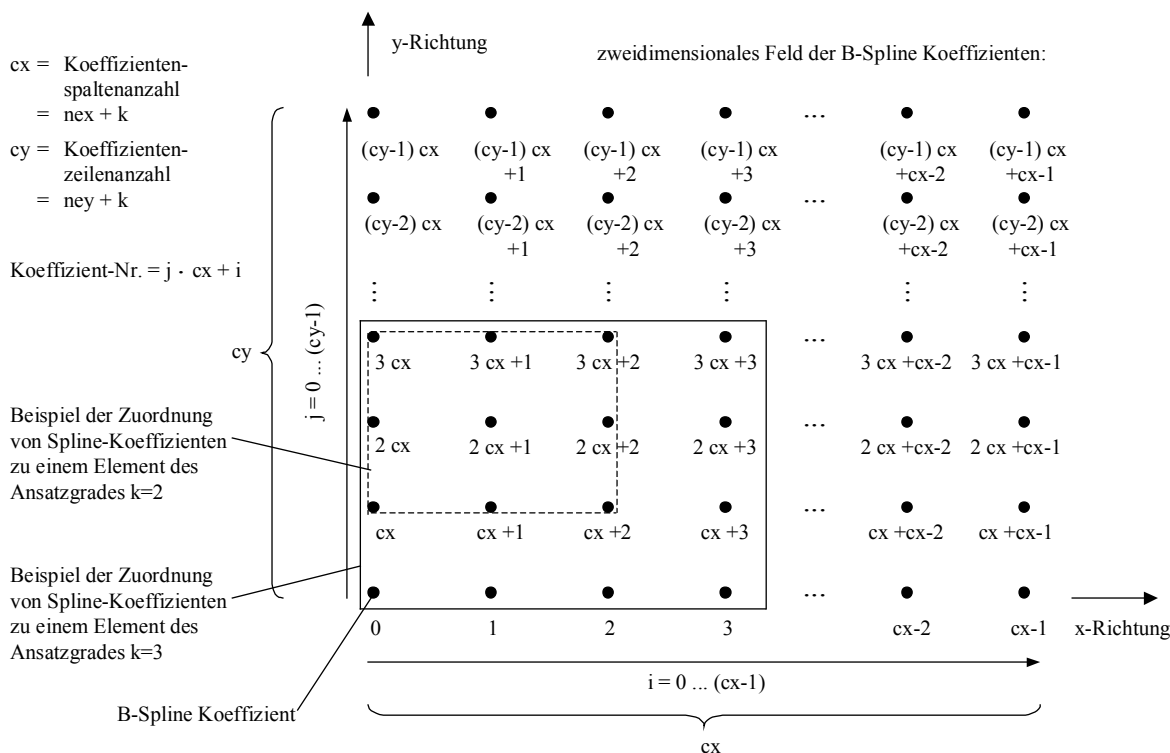 y-Richtung
zweidimensionales Feld der B-Spline Koeffizienten:
cx = Koeffizienten-
spaltenanzahl
= nex + k
cy = Koeffizienten-
zeilenanzahl
= ney + k
Koeffizient-Nr. = j · cx + i
...
(cy-1) cx (cy-1) cx (cy-1) cx (cy-1) cx (cy-1) cx (cy-1) cx
+1 +2 +3 +cx-2 +cx-1
...
(cy-2) cx (cy-2) cx (cy-2) cx (cy-2) cx (cy-2) cx (cy-2) cx
+1 +2 +3 +cx-2 +cx-1
⋮ ⋮ ⋮ ⋮ ⋮ ⋮
...
3 cx 3 cx +1 3 cx +2 3 cx +3 3 cx +cx-2 3 cx +cx-1
cy
j = 0 ... (cy-1)
...
2 cx 2 cx +1 2 cx +2 2 cx +3 2 cx +cx-2 2 cx +cx-1
Beispiel der Zuordnung
von Spline-Koeffizienten
zu einem Element des
Ansatzgrades k=2
...
cx cx +1 cx +2 cx +3 cx +cx-2 cx +cx-1
Beispiel der Zuordnung
von Spline-Koeffizienten
zu einem Element des
Ansatzgrades k=3
...
0 1 2 3 cx-2 cx-1 x-Richtung
i = 0 ... (cx-1)
B-Spline Koeffizient
cx